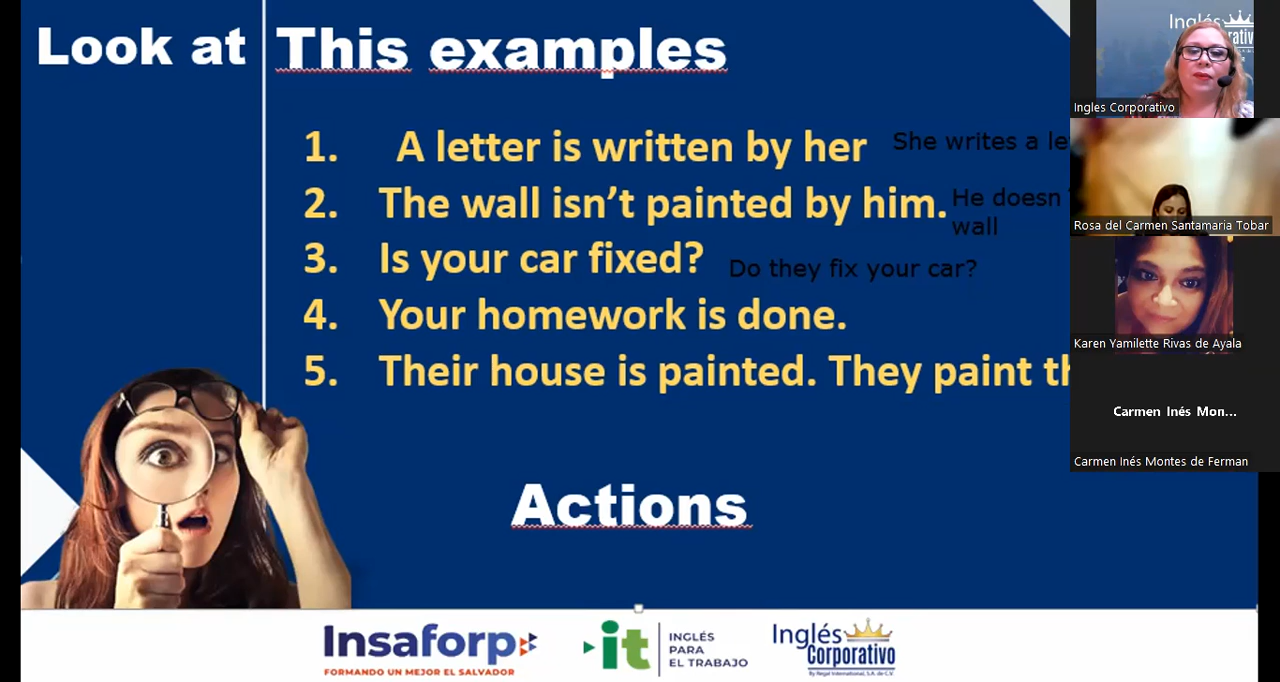 Look at This examples
1. A letter is written by her She writes a
2. The wall isn’t painted by him. He doesn
wall
3. Is your car fixed? Do they fix your car?
4. Your homework is done.
5. Their house is painted. They paint
Actions
Insaforp
FORMANDO UN MEJOR EL SALVADOR
it
INGLÉS
PARA
EL TRABAJO
Inglés
Corporativo
By Regal International, S.A. de C.V.
Inglés
Ingles Corporativo
Rosa del Carmen Santamaria Tobar
Karen Yamilette Rivas de Ayala
Carmen Inés Mon...
Carmen Inés Montes de Ferman